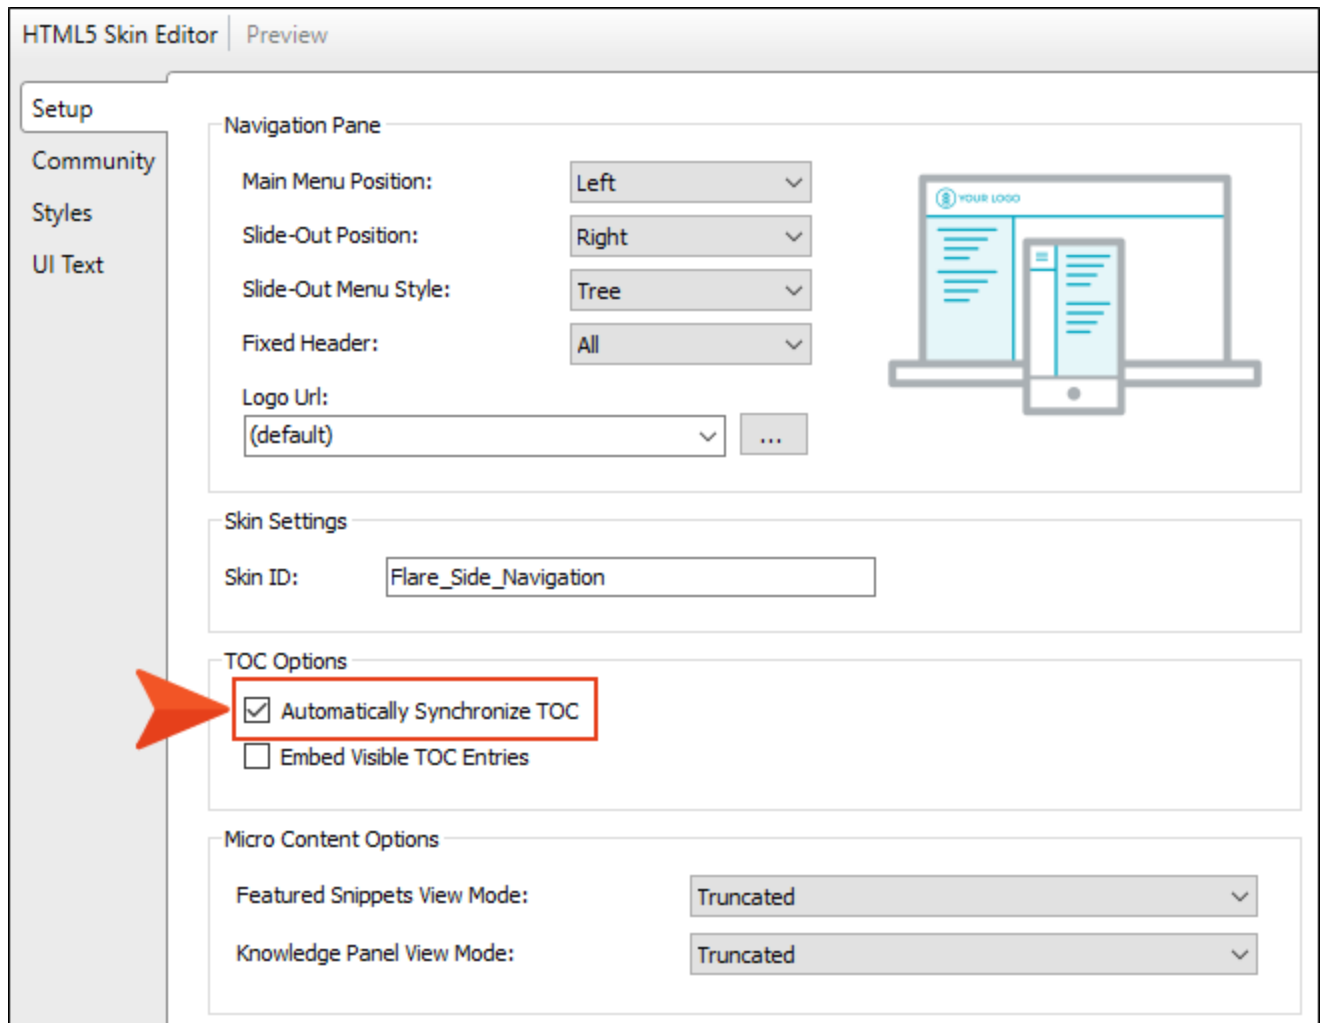 HTML5 Skin Editor Preview
Setup
Community
Styles
UI Text
Navigation Pane
Main Menu Position: Left
Slide-Out Position: Right
Slide-Out Menu Style: Tree
Fixed Header: All
Logo Url:
(default) ...
YOUR LOGO
Skin Settings
Skin ID: Flare_Side_Navigation
TOC Options
Automatically Synchronize TOC
Embed Visible TOC Entries
Micro Content Options
Featured Snippets View Mode: Truncated
Knowledge Panel View Mode: Truncated